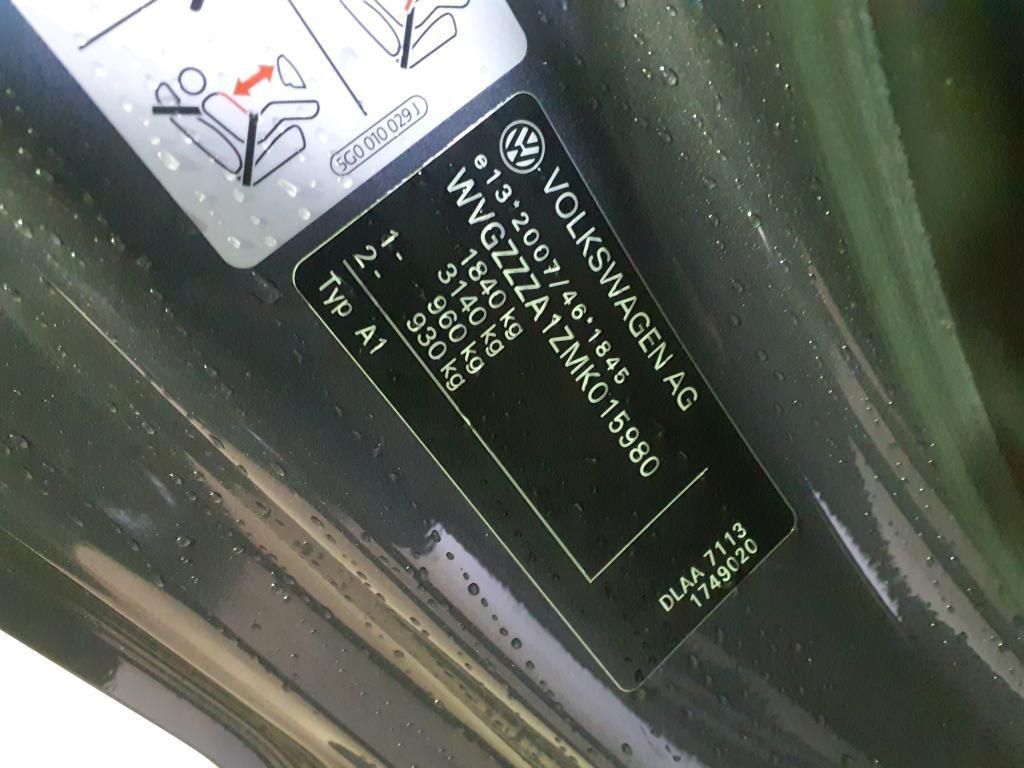 5G0 010 029 J
VOLKSWAGEN AG
e13*2007/46*1845
WVGZZZA1ZMK015980
1840 kg
3140 kg
1- 960 kg
2- 930 kg
Typ A1
DLAA 7113
1749020